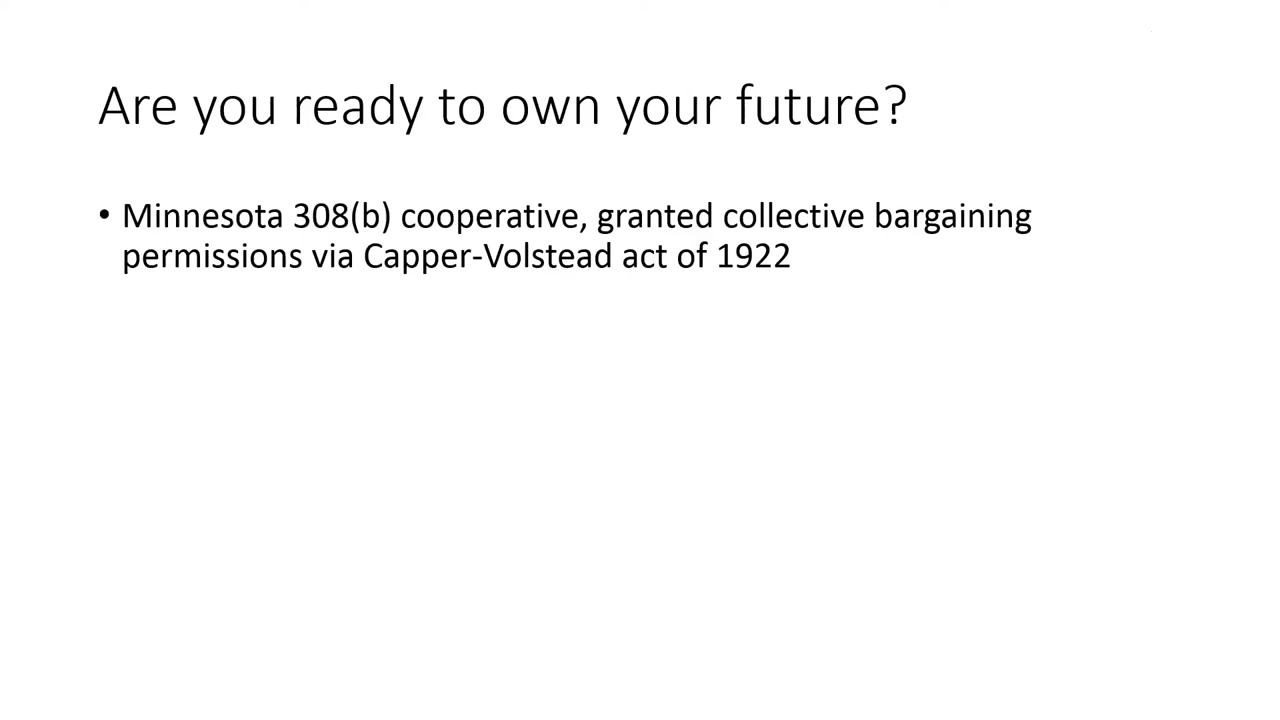 Are you ready to own your future?
• Minnesota 308(b) cooperative, granted collective bargaining
permissions via Capper-Volstead act of 1922